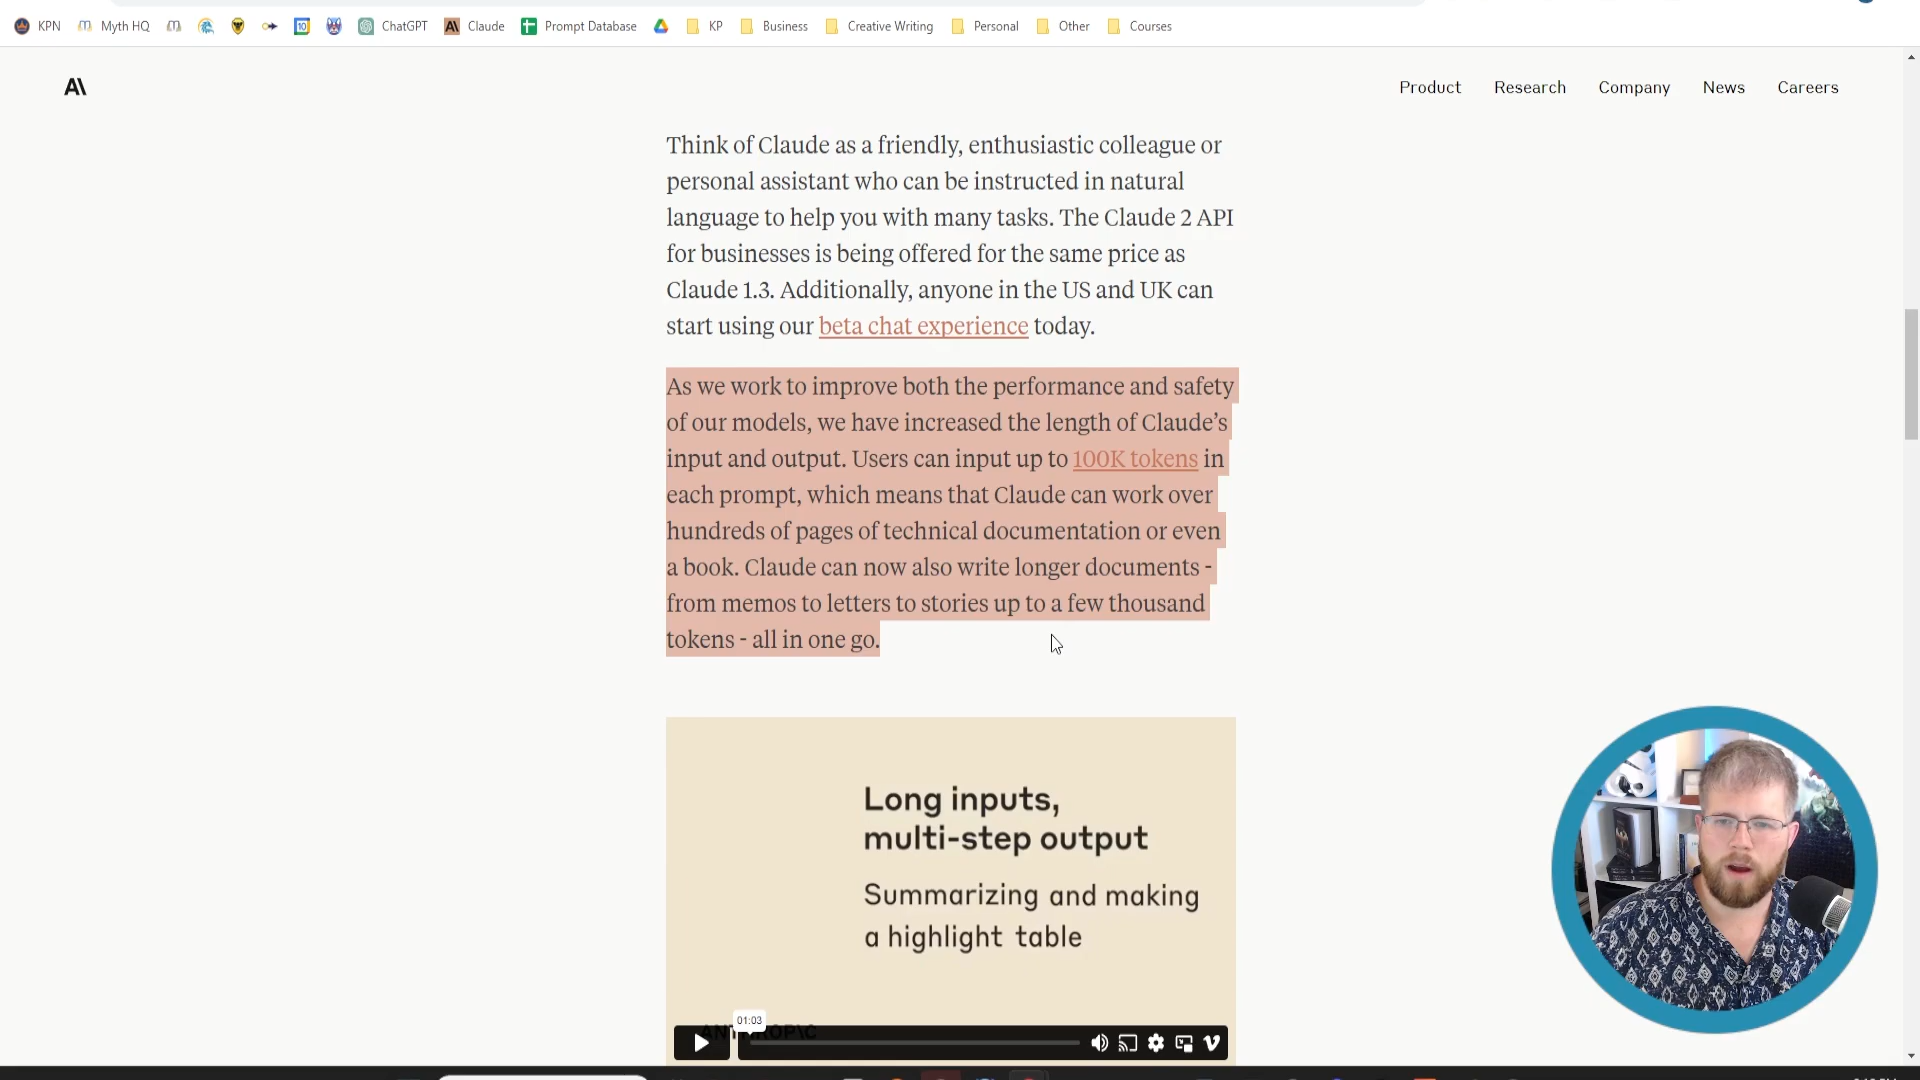 KPN Myth HQ 10 ChatGPT A\ Claude Prompt Database KP Business Creative Writing Personal Other Courses
A\ Product Research Company News Careers
Think of Claude as a friendly, enthusiastic colleague or
personal assistant who can be instructed in natural
language to help you with many tasks. The Claude 2 API
for businesses is being offered for the same price as
Claude 1.3. Additionally, anyone in the US and UK can
start using our beta chat experience today.
As we work to improve both the performance and safety
of our models, we have increased the length of Claude’s
input and output. Users can input up to 100K tokens in
each prompt, which means that Claude can work over
hundreds of pages of technical documentation or even
a book. Claude can now also write longer documents -
from memos to letters to stories up to a few thousand
tokens - all in one go.
Long inputs,
multi-step output
Summarizing and making
a highlight table
01:03
ANTHROP\C